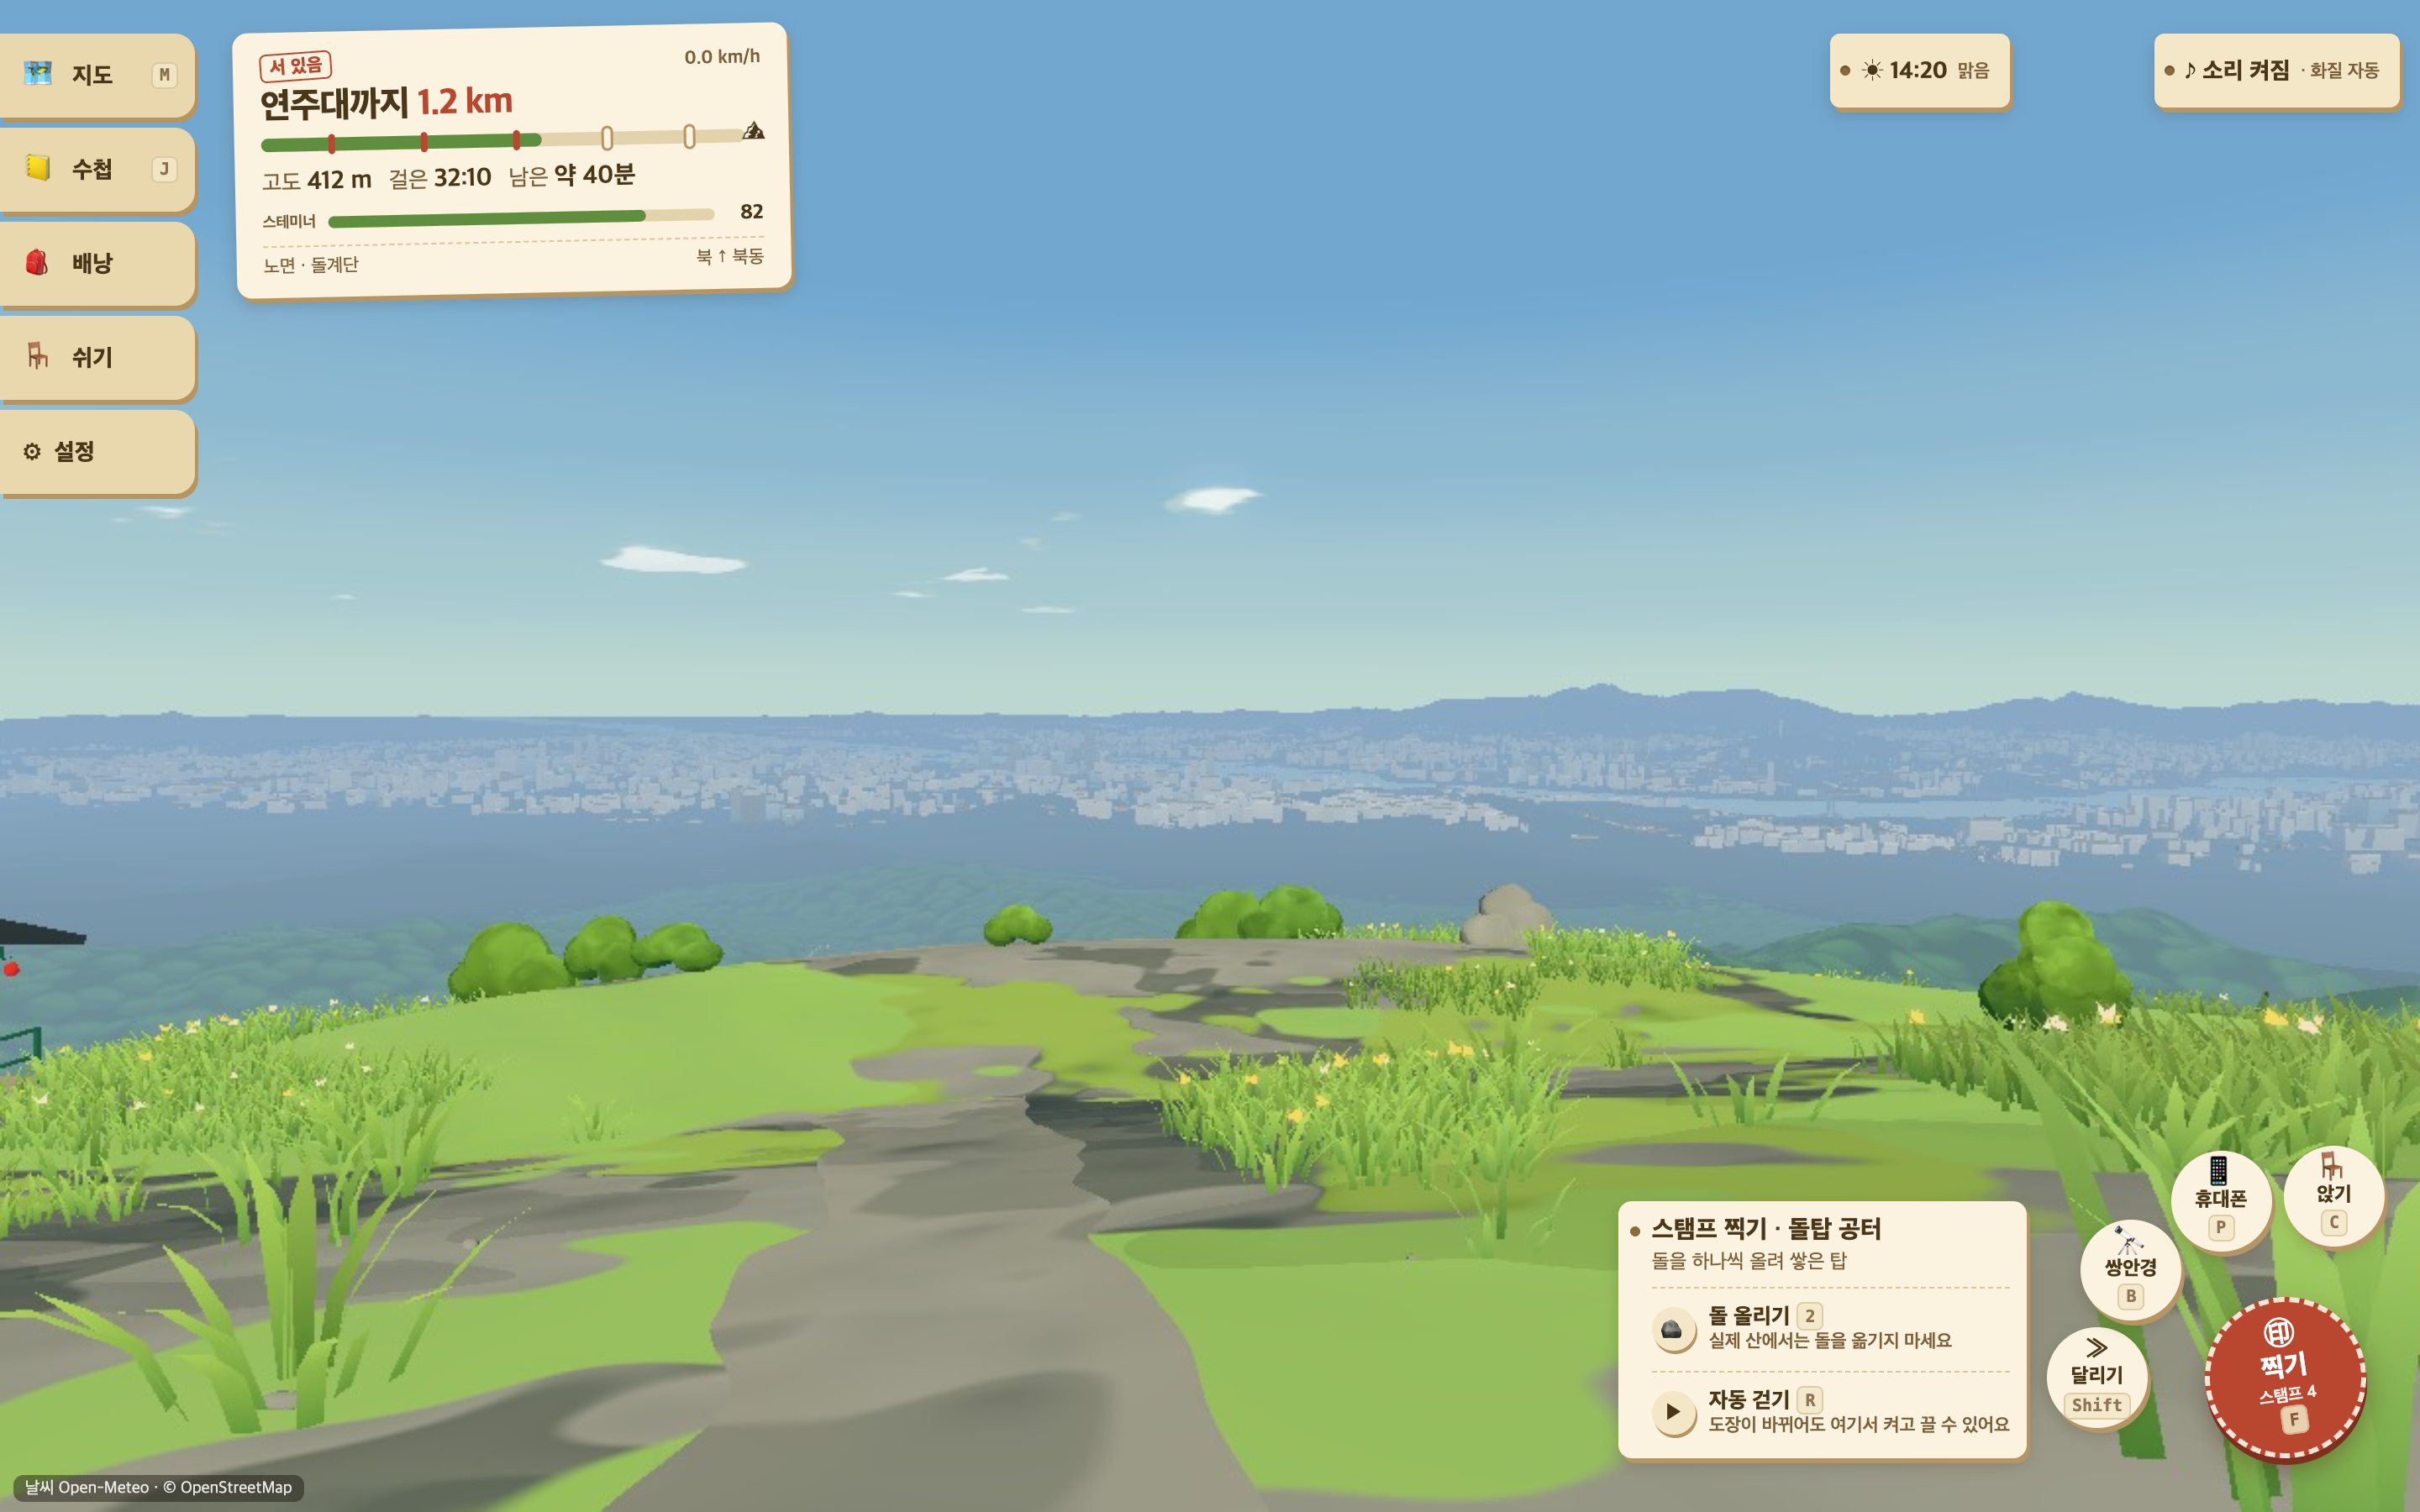 지도 M
수첩 J
배낭
쉬기
설정
서 있음
0.0 km/h
연주대까지 1.2 km
고도 412 m 걸은 32:10 남은 약 40분
스테미너 82
노면 · 돌계단
북 ↑ 북동
14:20 맑음
♪ 소리 켜짐 · 화질 자동
스탬프 찍기 · 돌탑 공터
돌을 하나씩 올려 쌓은 탑
돌 올리기 2
실제 산에서는 돌을 옮기지 마세요
자동 걷기 R
도장이 바뀌어도 여기서 켜고 끌 수 있어요
휴대폰
P
앉기
C
쌍안경
B
달리기
Shift
印
찍기
스탬프 4
F
날씨 Open-Meteo · © OpenStreetMap